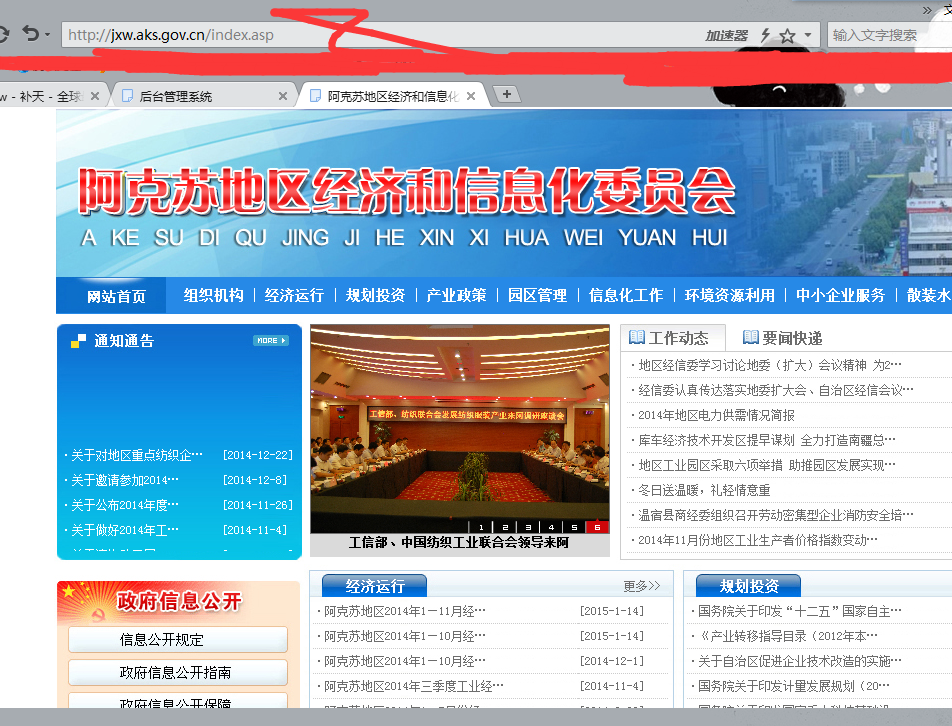 http://jxw.aks.gov.cn/index.asp
加速器
输入文字搜索
w - 补天 - 全球
后台管理系统
阿克苏地区经济和信息化
阿克苏地区经济和信息化委员会
A KE SU DI QU JING JI HE XIN XI HUA WEI YUAN HUI
网站首页 组织机构 经济运行 规划投资 产业政策 园区管理 信息化工作 环境资源利用 中小企业服务 散装水
通知通告 MORE
·关于对地区重点纺织企… [2014-12-22]
·关于邀请参加2014… [2014-12-8]
·关于公布2014年度… [2014-11-26]
·关于做好2014年工… [2014-11-4]
工信部、纺织联合会发展纺织服装产业来阿调研座谈会
1 2 3 4 5 6
工信部、中国纺织工业联合会领导来阿
工作动态 要闻快递
·地区经信委学习讨论地委（扩大）会议精神 为2…
·经信委认真传达落实地委扩大会、自治区经信会议…
·2014年地区电力供需情况简报
·库车经济技术开发区提早谋划 全力打造南疆总…
·地区工业园区采取六项举措 助推园区发展实现…
·冬日送温暖，礼轻情意重
·温宿县商经委组织召开劳动密集型企业消防安全培…
·2014年11月份地区工业生产者价格指数变动…
政府信息公开
信息公开规定
政府信息公开指南
政府信息公开保障
经济运行 更多>>
·阿克苏地区2014年1—11月经… [2015-1-14]
·阿克苏地区2014年1—10月经… [2015-1-14]
·阿克苏地区2014年1—10月经… [2014-12-1]
·阿克苏地区2014年三季度工业经… [2014-11-4]
规划投资
·国务院关于印发“十二五”国家自主…
·《产业转移指导目录（2012年本…
·关于自治区促进企业技术改造的实施…
·国务院关于印发计量发展规划（20…